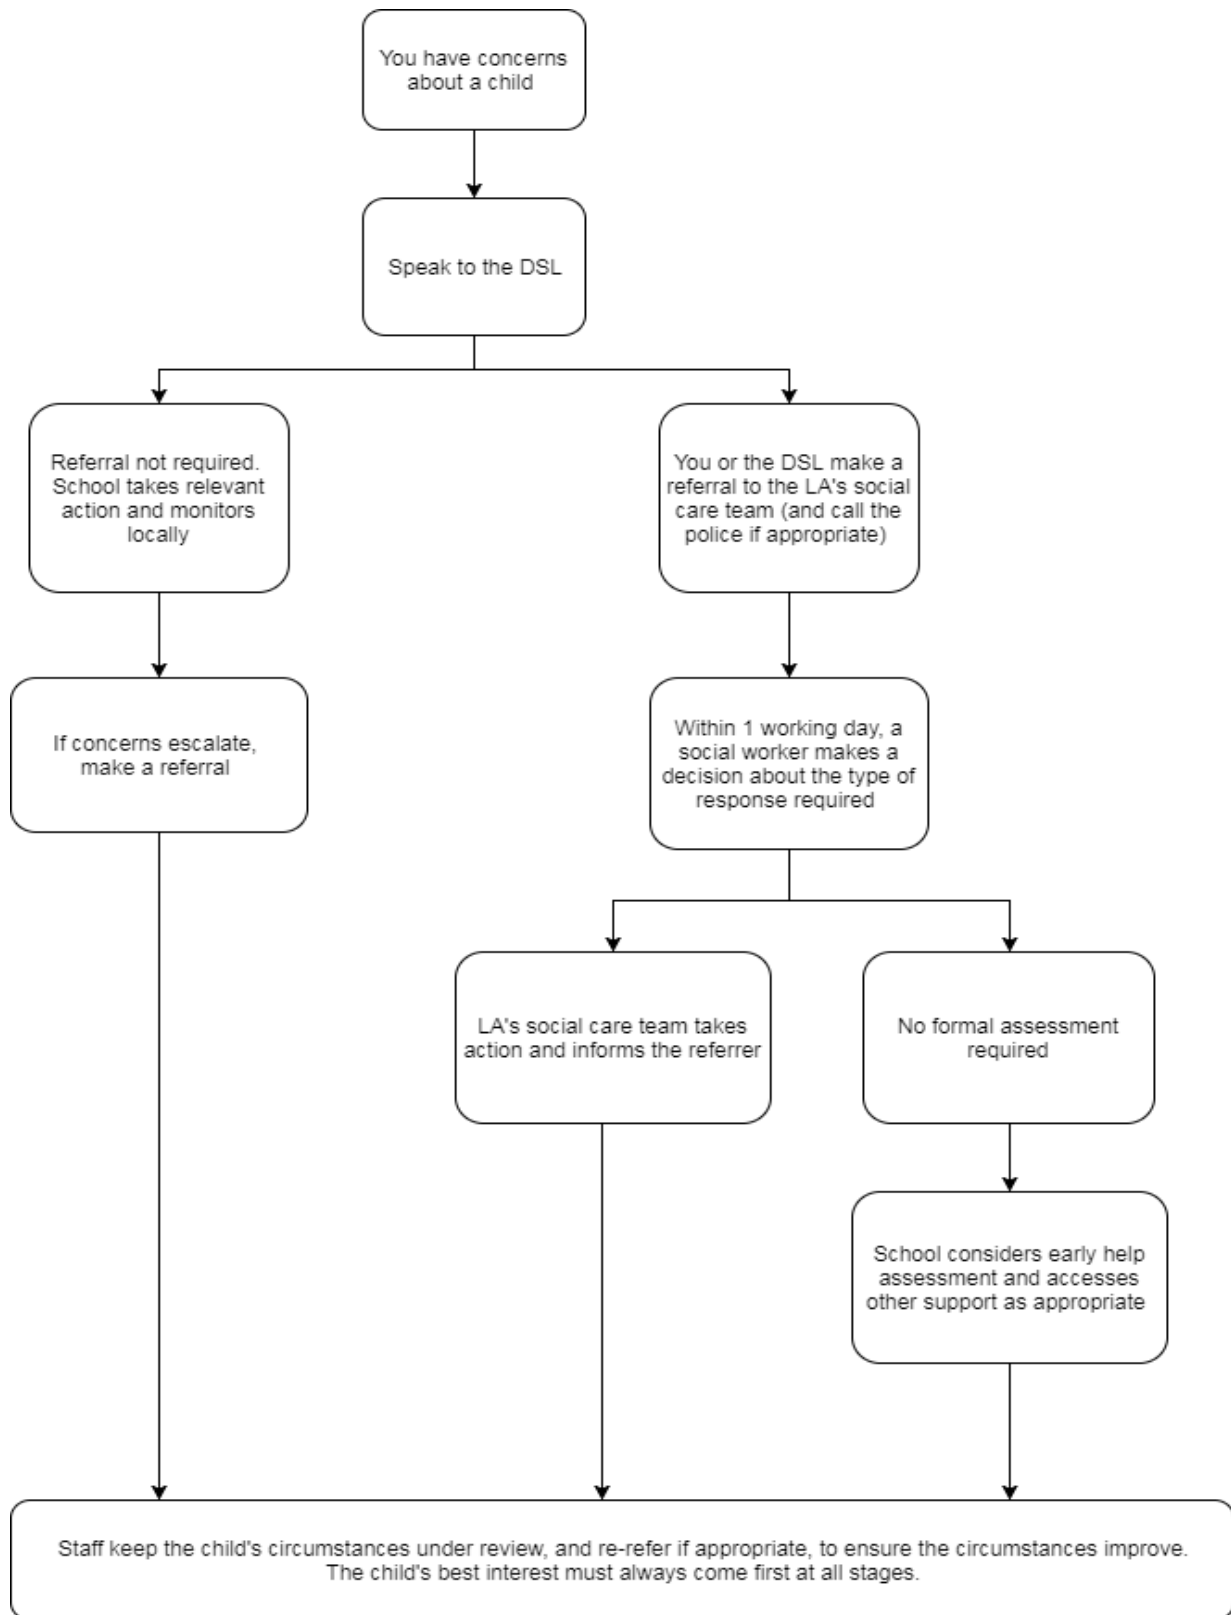 You have concerns
about a child
Speak to the DSL
Referral not required.
School takes relevant
action and monitors
locally
You or the DSL make a
referral to the LA's social
care team (and call the
police if appropriate)
If concerns escalate,
make a referral
Within 1 working day, a
social worker makes a
decision about the type of
response required
LA's social care team takes
action and informs the referrer
No formal assessment
required
School considers early help
assessment and accesses
other support as appropriate
Staff keep the child's circumstances under review, and re-refer if appropriate, to ensure the circumstances improve.
The child's best interest must always come first at all stages.